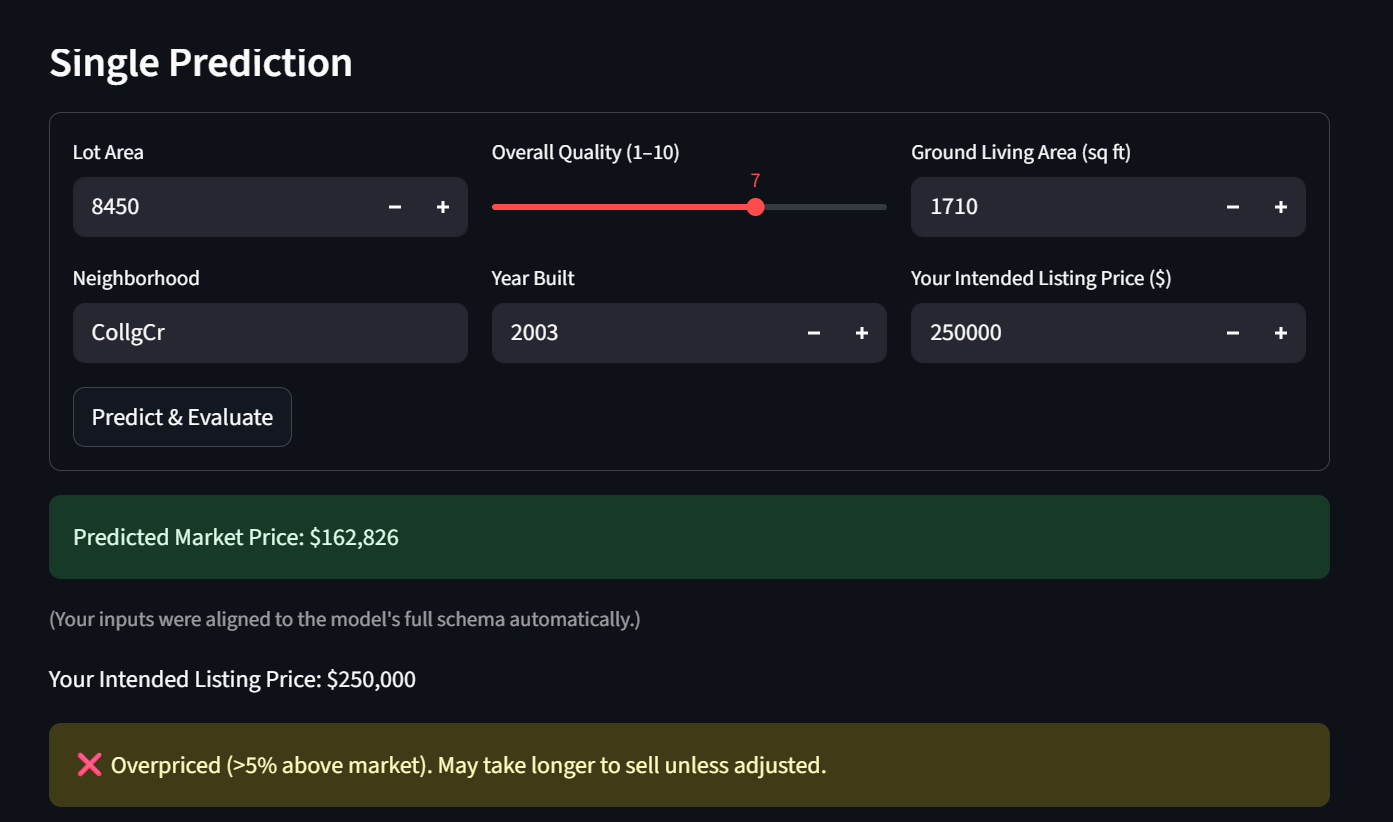 Single Prediction
Lot Area
Overall Quality (1–10)
Ground Living Area (sq ft)
8450
7
1710
Neighborhood
Year Built
Your Intended Listing Price ($)
CollgCr
2003
250000
Predict & Evaluate
Predicted Market Price: $162,826
(Your inputs were aligned to the model's full schema automatically.)
Your Intended Listing Price: $250,000
❌ Overpriced (>5% above market). May take longer to sell unless adjusted.